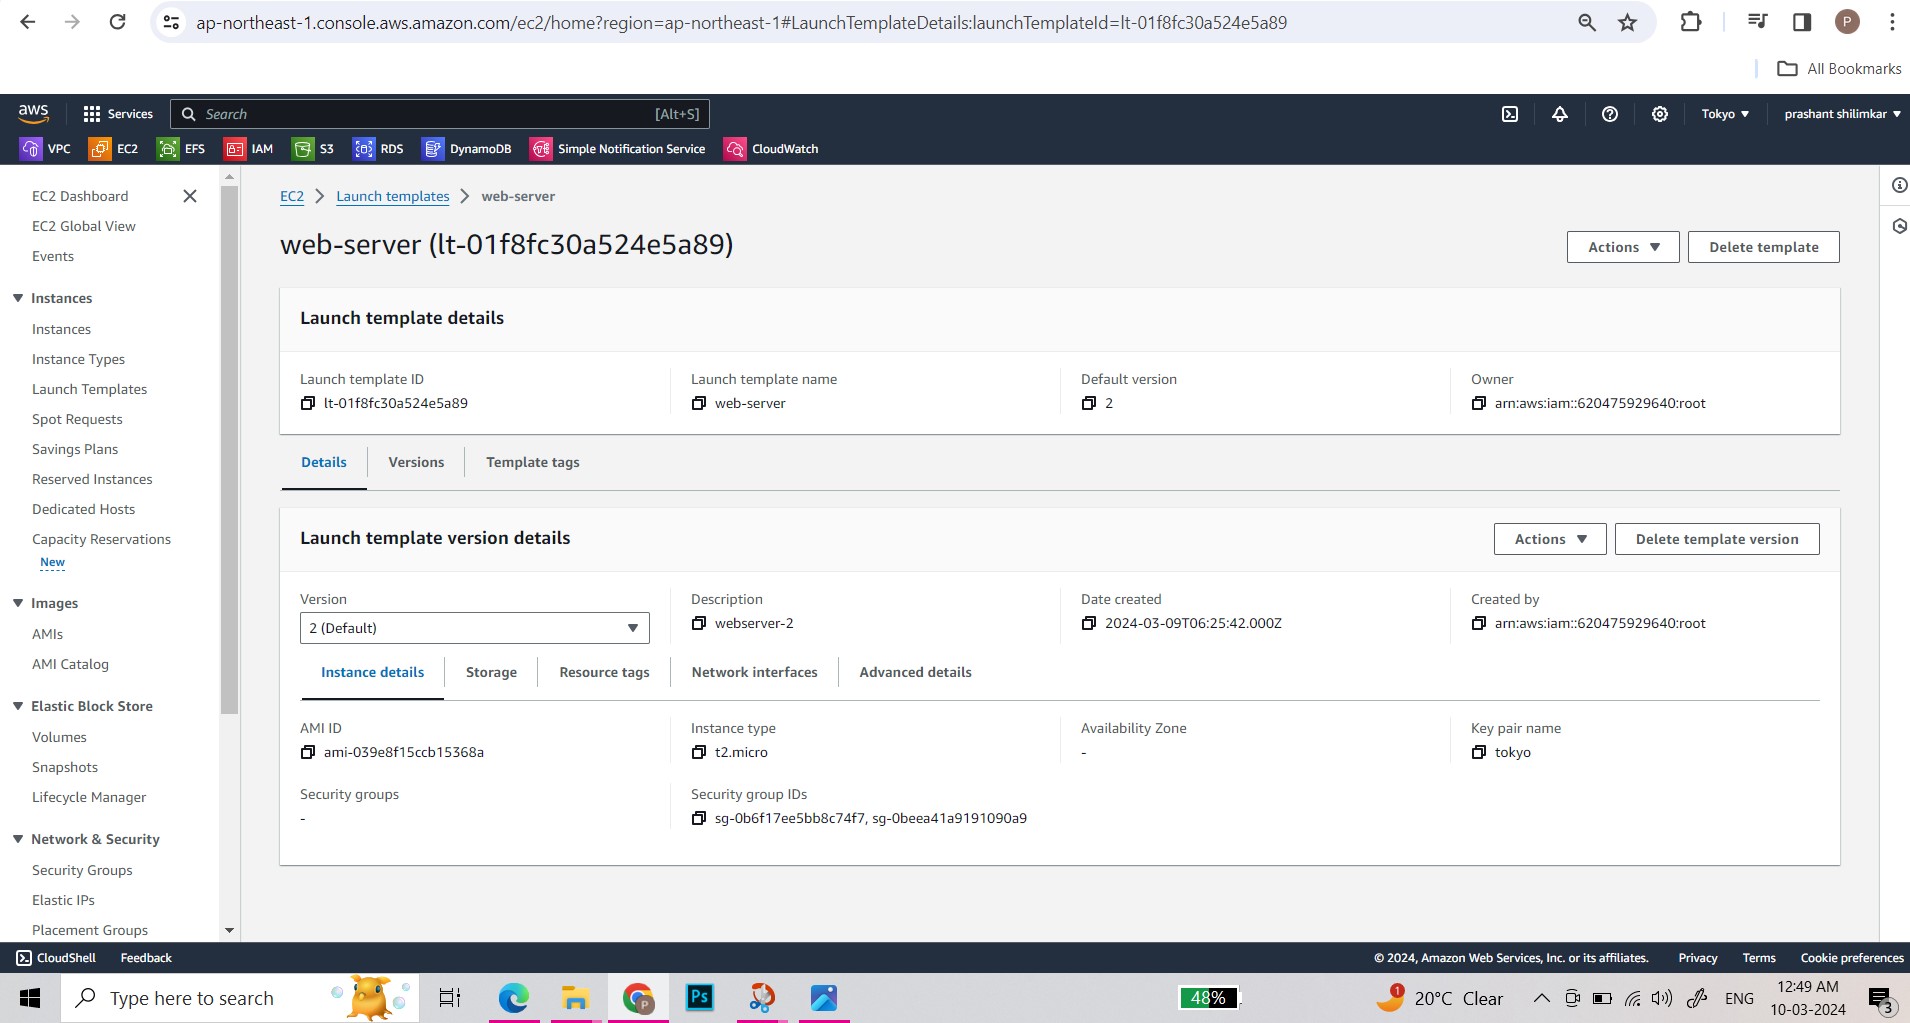 ap-northeast-1.console.aws.amazon.com/ec2/home?region=ap-northeast-1#LaunchTemplateDetails:launchTemplateId=lt-01f8fc30a524e5a89
P
All Bookmarks
aws
Services
Search
[Alt+S]
Tokyo
prashant shilimkar
VPC
EC2
EFS
IAM
S3
RDS
DynamoDB
Simple Notification Service
CloudWatch
EC2 Dashboard
EC2 Global View
Events
Instances
Instances
Instance Types
Launch Templates
Spot Requests
Savings Plans
Reserved Instances
Dedicated Hosts
Capacity Reservations
New
Images
AMIs
AMI Catalog
Elastic Block Store
Volumes
Snapshots
Lifecycle Manager
Network & Security
Security Groups
Elastic IPs
Placement Groups
EC2 > Launch templates > web-server
web-server (lt-01f8fc30a524e5a89)
Actions
Delete template
Launch template details
Launch template ID
lt-01f8fc30a524e5a89
Launch template name
web-server
Default version
2
Owner
arn:aws:iam::620475929640:root
Details
Versions
Template tags
Launch template version details
Actions
Delete template version
Version
2 (Default)
Description
webserver-2
Date created
2024-03-09T06:25:42.000Z
Created by
arn:aws:iam::620475929640:root
Instance details
Storage
Resource tags
Network interfaces
Advanced details
AMI ID
ami-039e8f15ccb15368a
Instance type
t2.micro
Availability Zone
-
Key pair name
tokyo
Security groups
-
Security group IDs
sg-0b6f17ee5bb8c74f7, sg-0beea41a9191090a9
CloudShell
Feedback
© 2024, Amazon Web Services, Inc. or its affiliates.
Privacy
Terms
Cookie preferences
Type here to search
P
Ps
48%
1
20°C Clear
ENG
12:49 AM
10-03-2024
3